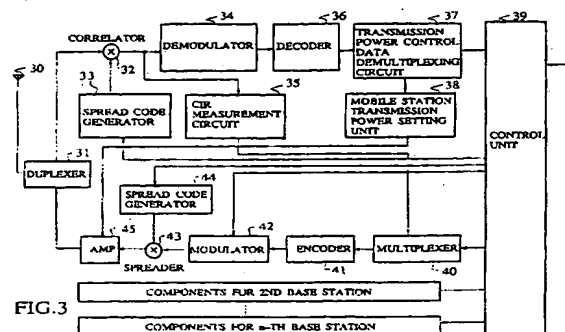 34
36
37
39
CORRELATOR
TRANSMISSION
POWER CONTROL
DATA
DEMULTIPLEXING
CIRCUIT
DEMODULATOR
DECODER
30
32
33
35
38
SPREAD CODE
GENERATOR
CIR
MEASUREMENT
CIRCUIT
MOBILE STATION
TRANSMISSION
POWER SETTING
UNIT
CONTROL
UNIT
31
DUPLEXER
44
SPREAD CODE
GENERATOR
45
43
42
AMP
MODULATOR
ENCODER
MULTIPLEXER
SPREADER
41
40
COMPONENTS FOR 2ND BASE STATION
FIG.3
COMPONENTS FOR n-TH BASE STATION